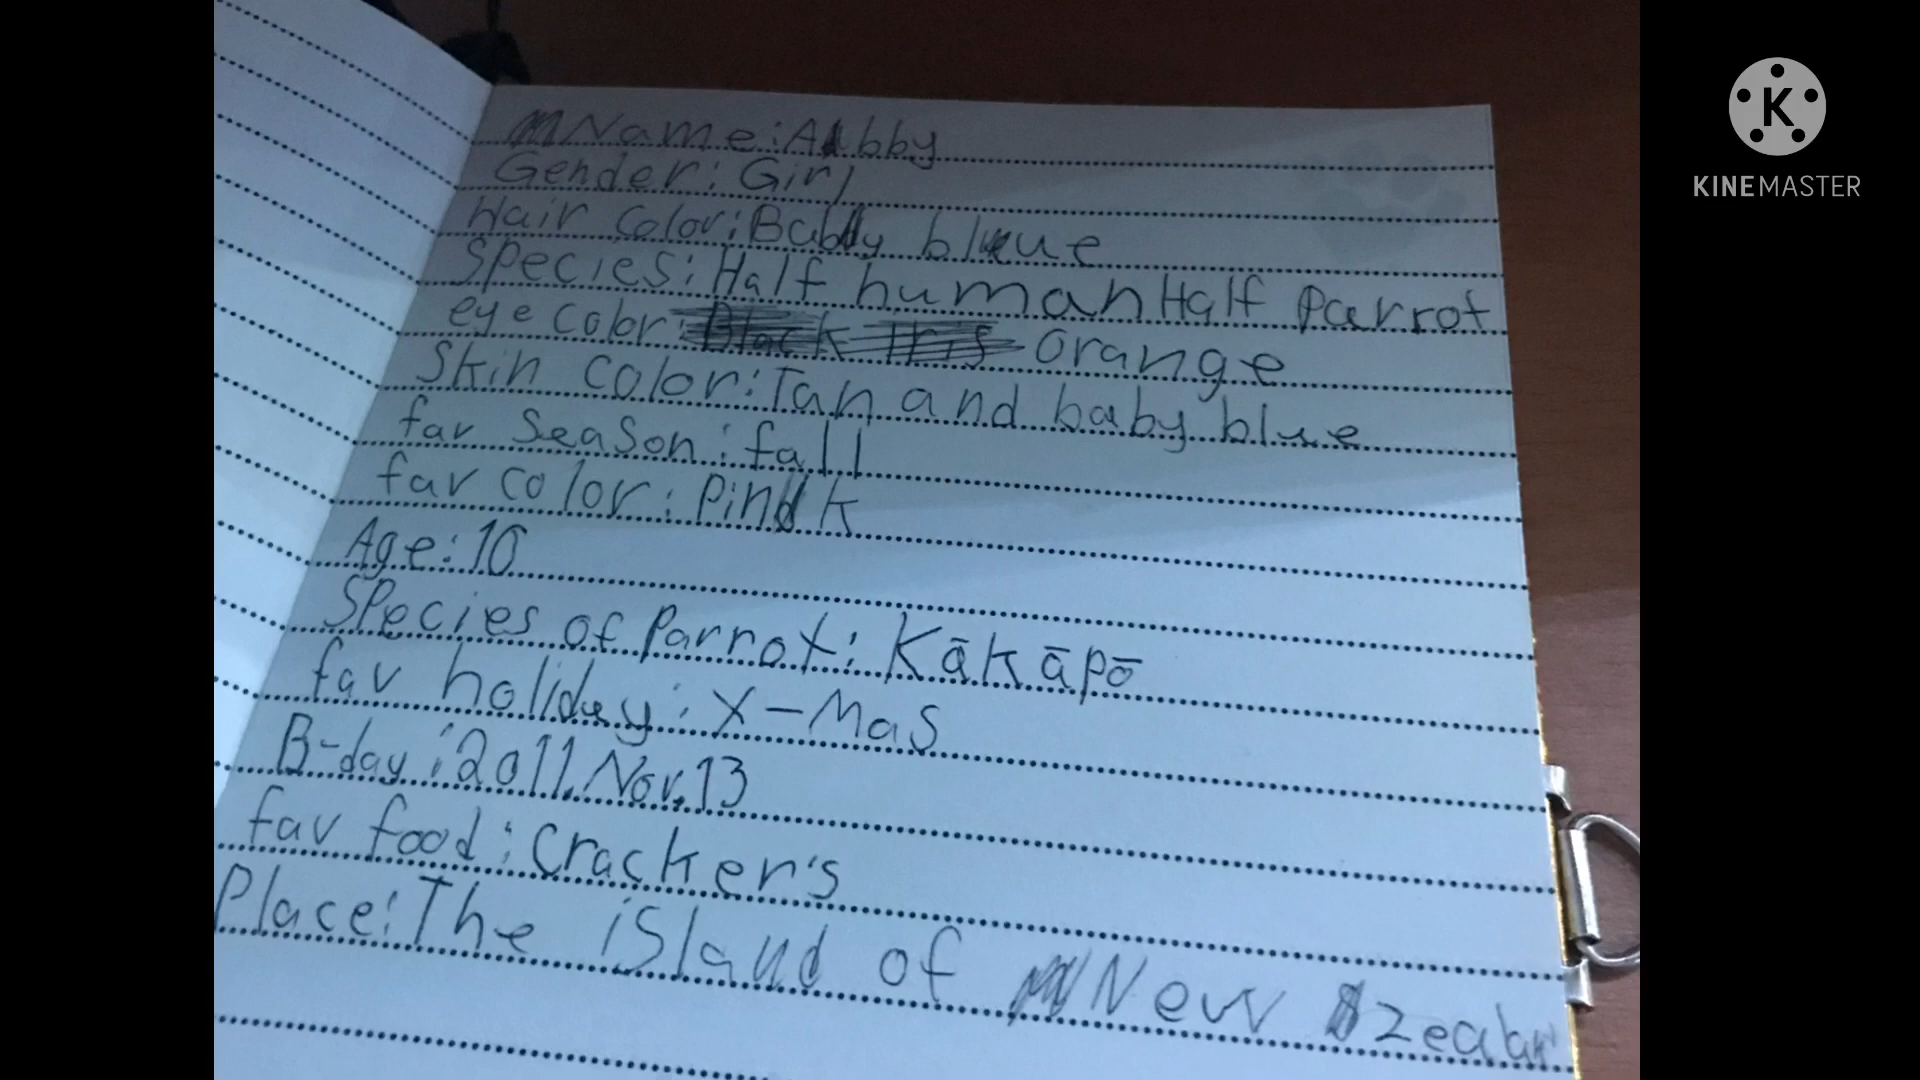 Name: Abby
Gender: Girl
Hair Color: Baby blue
Species: Half human Half Parrot
eye color: Black this Orange
Skin color: Tan and baby blue
fav season: fall
fav color: Pink
Age: 10
Species of Parrot: Kākāpō
fav holiday: X-Mas
B-day: 2011. Nov. 13
fav food: Cracker's
Place: The island of New
KINEMASTER